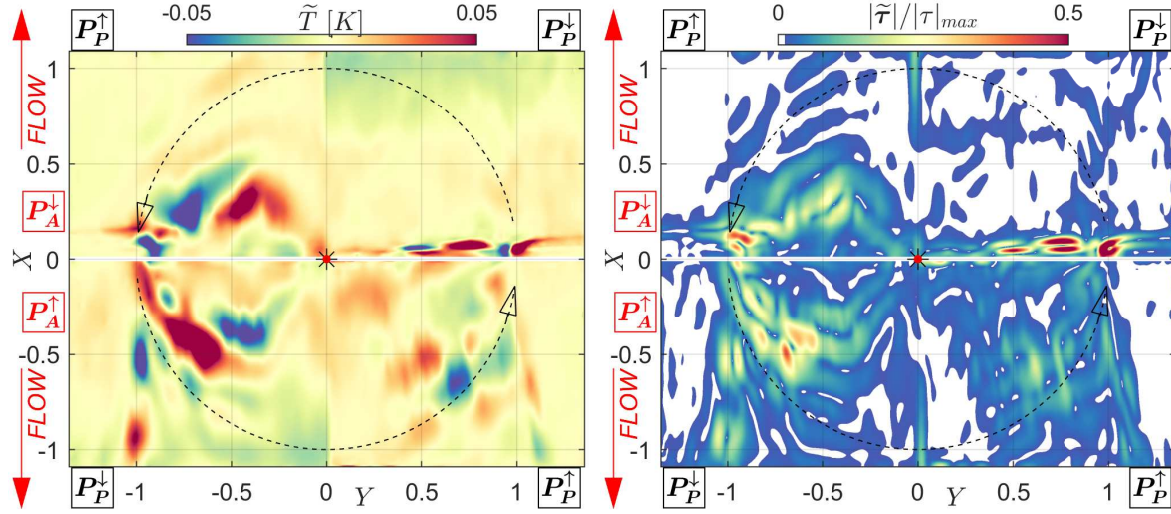 -0.05 T̃ [K] 0.05
P_P^↑ P_P^↓
1
0.5
0
-0.5
-1
X
FLOW
P_A^↓
P_A^↑
FLOW
P_P^↓ P_P^↑
-1 -0.5 0 Y 0.5 1
0 |τ̃|/|τ|_max 0.5
P_P^↑ P_P^↓
1
0.5
0
-0.5
-1
X
FLOW
P_A^↓
P_A^↑
FLOW
P_P^↓ P_P^↑
-1 -0.5 0 Y 0.5 1